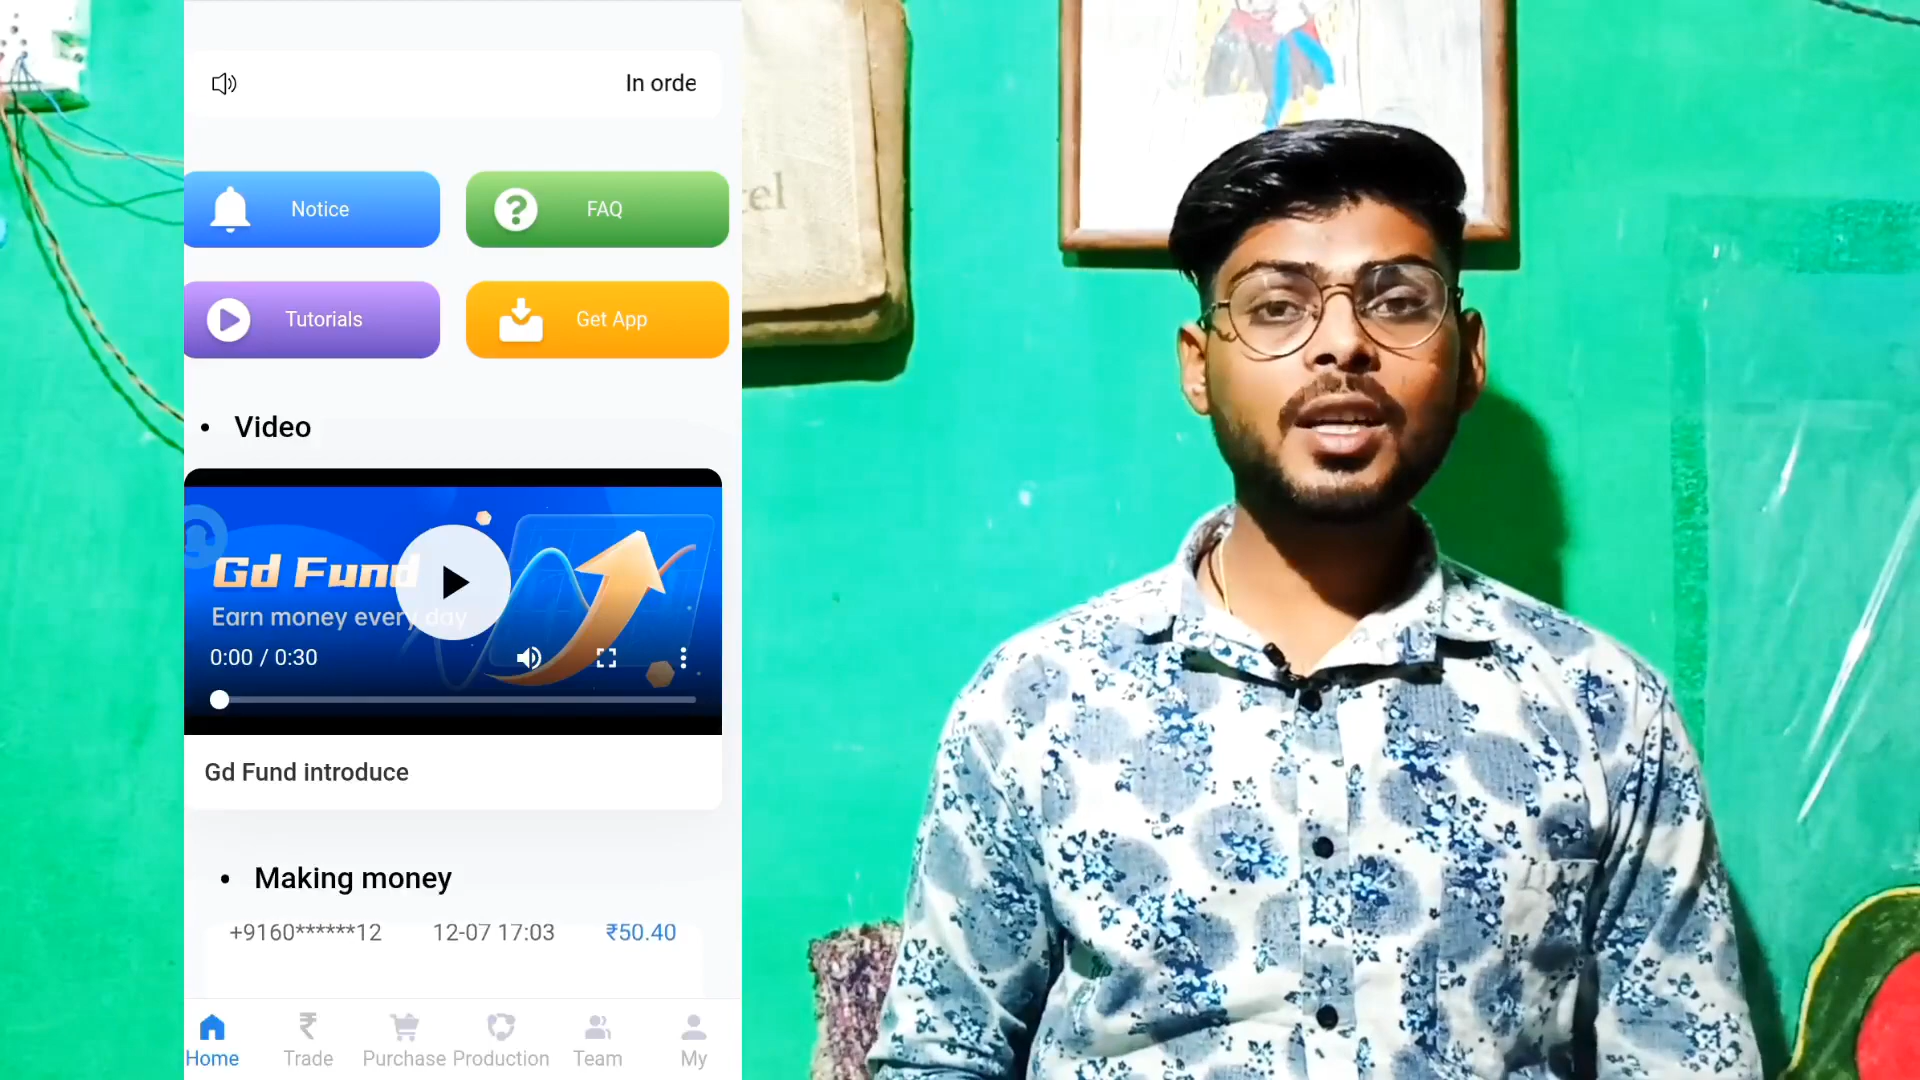 In orde
Notice
FAQ
Tutorials
Get App
• Video
Gd Fund
Earn money every day
0:00 / 0:30
Gd Fund introduce
• Making money
+9160******12 12-07 17:03 ₹50.40
Home Trade Purchase Production Team My